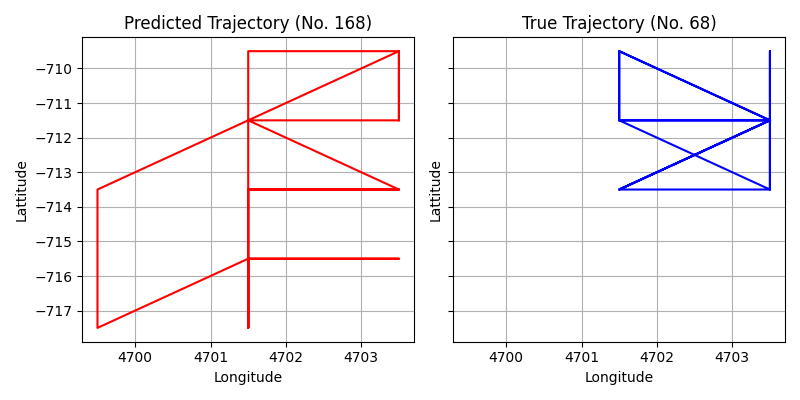 Predicted Trajectory (No. 168)
True Trajectory (No. 68)
−710
−711
−712
−713
−714
−715
−716
−717
Lattitude
Lattitude
4700 4701 4702 4703
4700 4701 4702 4703
Longitude
Longitude